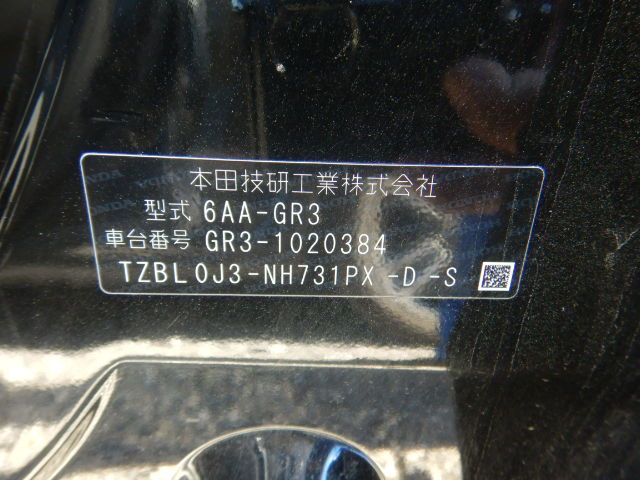 本田技研工業株式会社
型式 6AA-GR3
車台番号 GR3-1020384
TZBL0J3-NH731PX -D -S